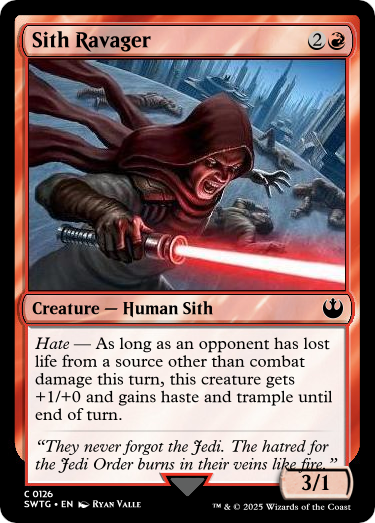 Sith Ravager 2
Creature — Human Sith
Hate — As long as an opponent has lost
life from a source other than combat
damage this turn, this creature gets
+1/+0 and gains haste and trample until
end of turn.
“They never forgot the Jedi. The hatred for
the Jedi Order burns in their veins like fire.”
3/1
C 0126
SWTG • EN Ryan Valle
™ & © 2025 Wizards of the Coast